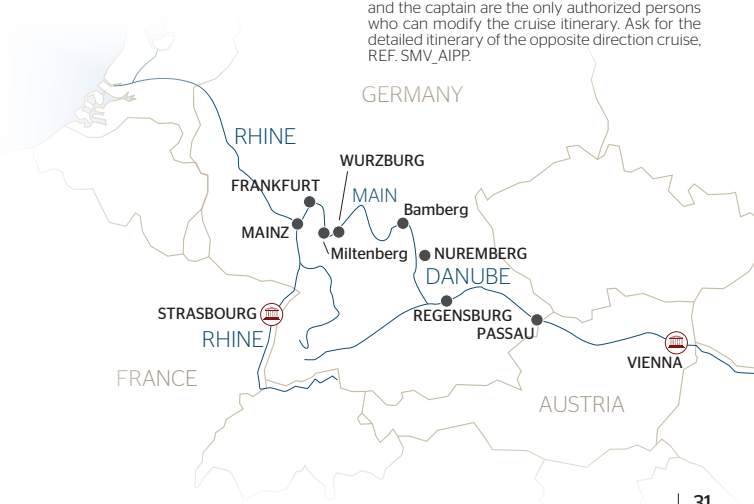 and the captain are the only authorized persons
who can modify the cruise itinerary. Ask for the
detailed itinerary of the opposite direction cruise,
REF. SMV_AIPP.
GERMANY
RHINE
WURZBURG
FRANKFURT
MAIN
Bamberg
MAINZ
Miltenberg
NUREMBERG
DANUBE
STRASBOURG
REGENSBURG
RHINE
PASSAU
VIENNA
FRANCE
AUSTRIA
31